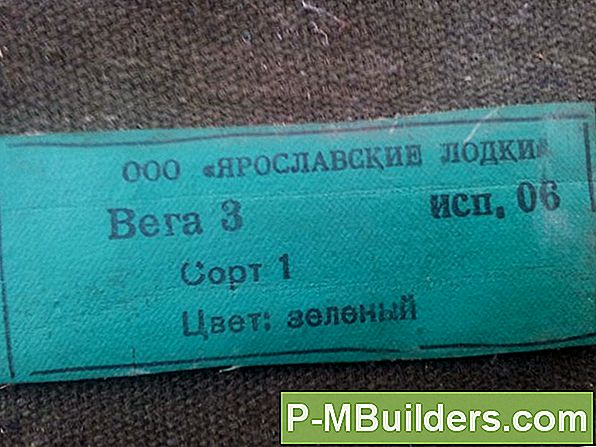 ООО «ЯРОСЛАВСКИЕ ЛОДКИ»
Вега 3 исп. 06
Сорт 1
Цвет: зеленый
P-MBuilders.com